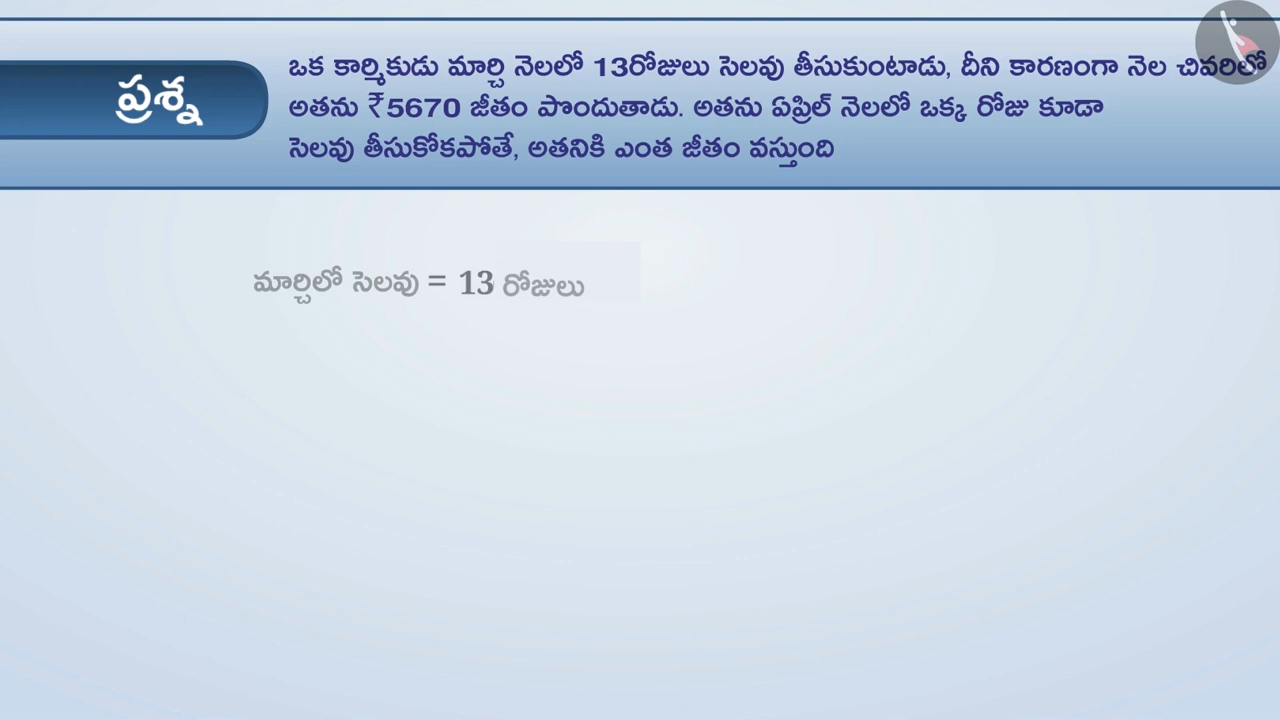 ప్రశ్న
ఒక కార్మికుడు మార్చి నెలలో 13రోజులు సెలవు తీసుకుంటాడు, దీని కారణంగా నెల చివరిలో
అతను ₹5670 జీతం పొందుతాడు. అతను ఏప్రిల్ నెలలో ఒక్క రోజు కూడా
సెలవు తీసుకోకపోతే, అతనికి ఎంత జీతం వస్తుంది
మార్చిలో సెలవు = 13 రోజులు